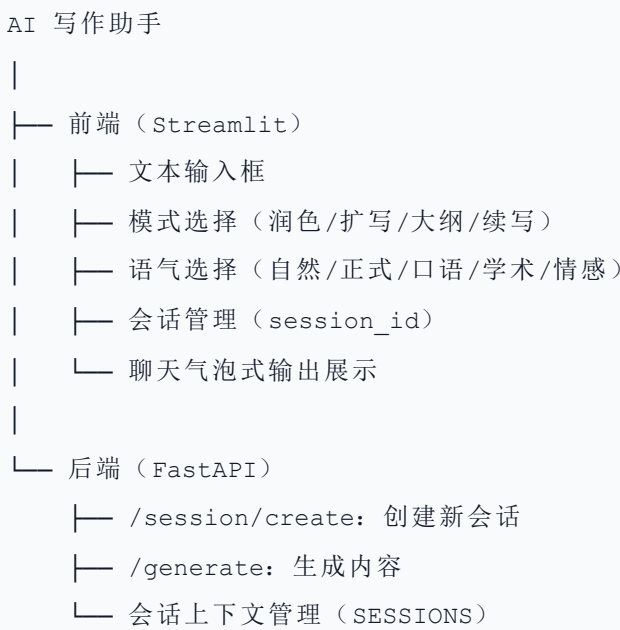 AI 写作助手
│
├── 前端（Streamlit）
│   ├── 文本输入框
│   ├── 模式选择（润色/扩写/大纲/续写）
│   ├── 语气选择（自然/正式/口语/学术/情感）
│   ├── 会话管理（session_id）
│   └── 聊天气泡式输出展示
│
└── 后端（FastAPI）
    ├── /session/create：创建新会话
    ├── /generate：生成内容
    └── 会话上下文管理（SESSIONS）